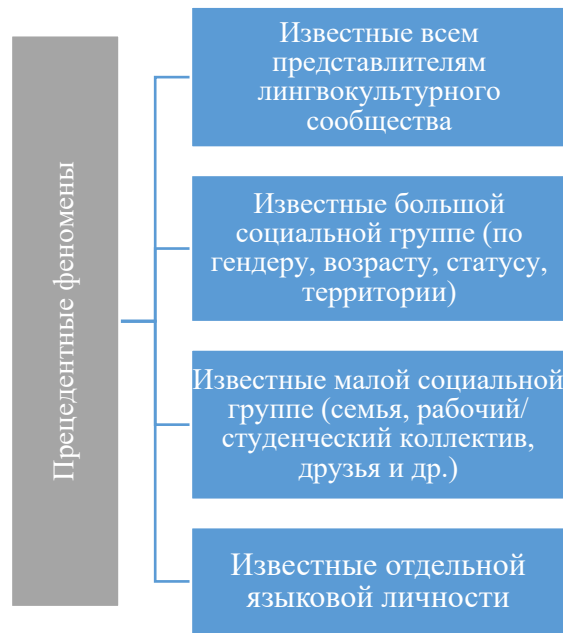 Прецедентные феномены
Известные всем
представлителям
лингвокультурного
сообщества
Известные большой
социальной группе (по
гендеру, возрасту, статусу,
территории)
Известные малой социальной
группе (семья, рабочий/
студенческий коллектив,
друзья и др.)
Известные отдельной
языковой личности